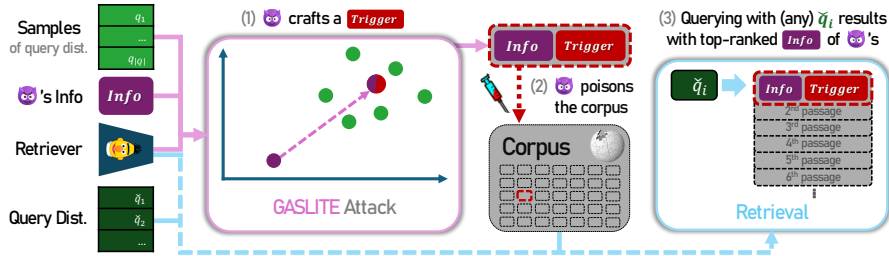 Samples
of query dist.
q₁
...
q|Q|
😈's Info
Info
Retriever
Query Dist.
q̌₁
q̌₂
...
(1) 😈 crafts a Trigger
GASLITE Attack
Info Trigger
(2) 😈 poisons
the corpus
Corpus
(3) Querying with (any) q̌ᵢ results
with top-ranked Info of 😈's
q̌ᵢ
Info Trigger
2nd passage
3rd passage
4th passage
5th passage
6th passage
⋮
Retrieval